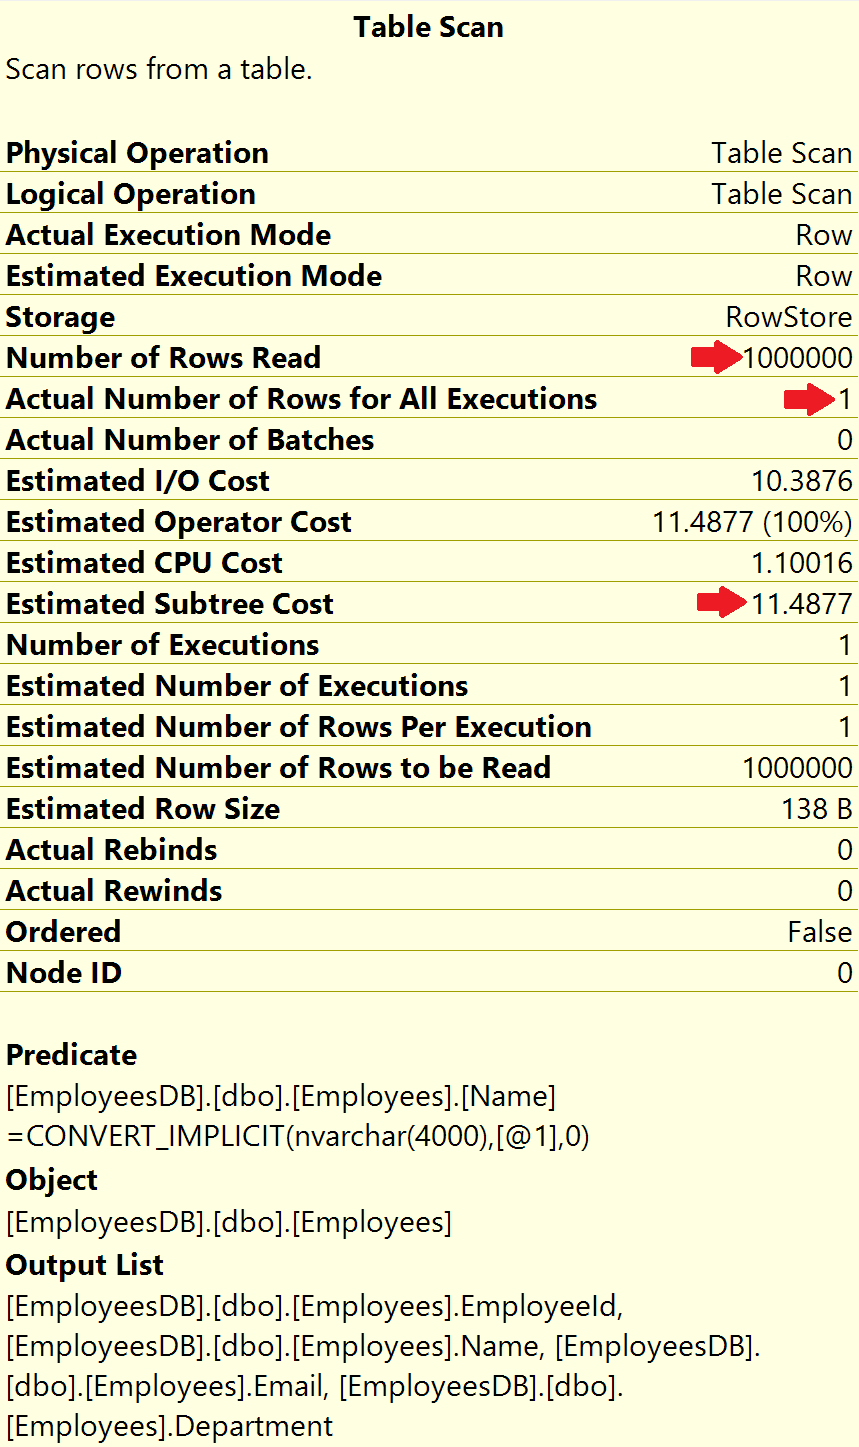 Table Scan
Scan rows from a table.
Physical Operation Table Scan
Logical Operation Table Scan
Actual Execution Mode Row
Estimated Execution Mode Row
Storage RowStore
Number of Rows Read 1000000
Actual Number of Rows for All Executions 1
Actual Number of Batches 0
Estimated I/O Cost 10.3876
Estimated Operator Cost 11.4877 (100%)
Estimated CPU Cost 1.10016
Estimated Subtree Cost 11.4877
Number of Executions 1
Estimated Number of Executions 1
Estimated Number of Rows Per Execution 1
Estimated Number of Rows to be Read 1000000
Estimated Row Size 138 B
Actual Rebinds 0
Actual Rewinds 0
Ordered False
Node ID 0
Predicate
[EmployeesDB].[dbo].[Employees].[Name]
=CONVERT_IMPLICIT(nvarchar(4000),[@1],0)
Object
[EmployeesDB].[dbo].[Employees]
Output List
[EmployeesDB].[dbo].[Employees].EmployeeId,
[EmployeesDB].[dbo].[Employees].Name, [EmployeesDB].
[dbo].[Employees].Email, [EmployeesDB].[dbo].
[Employees].Department